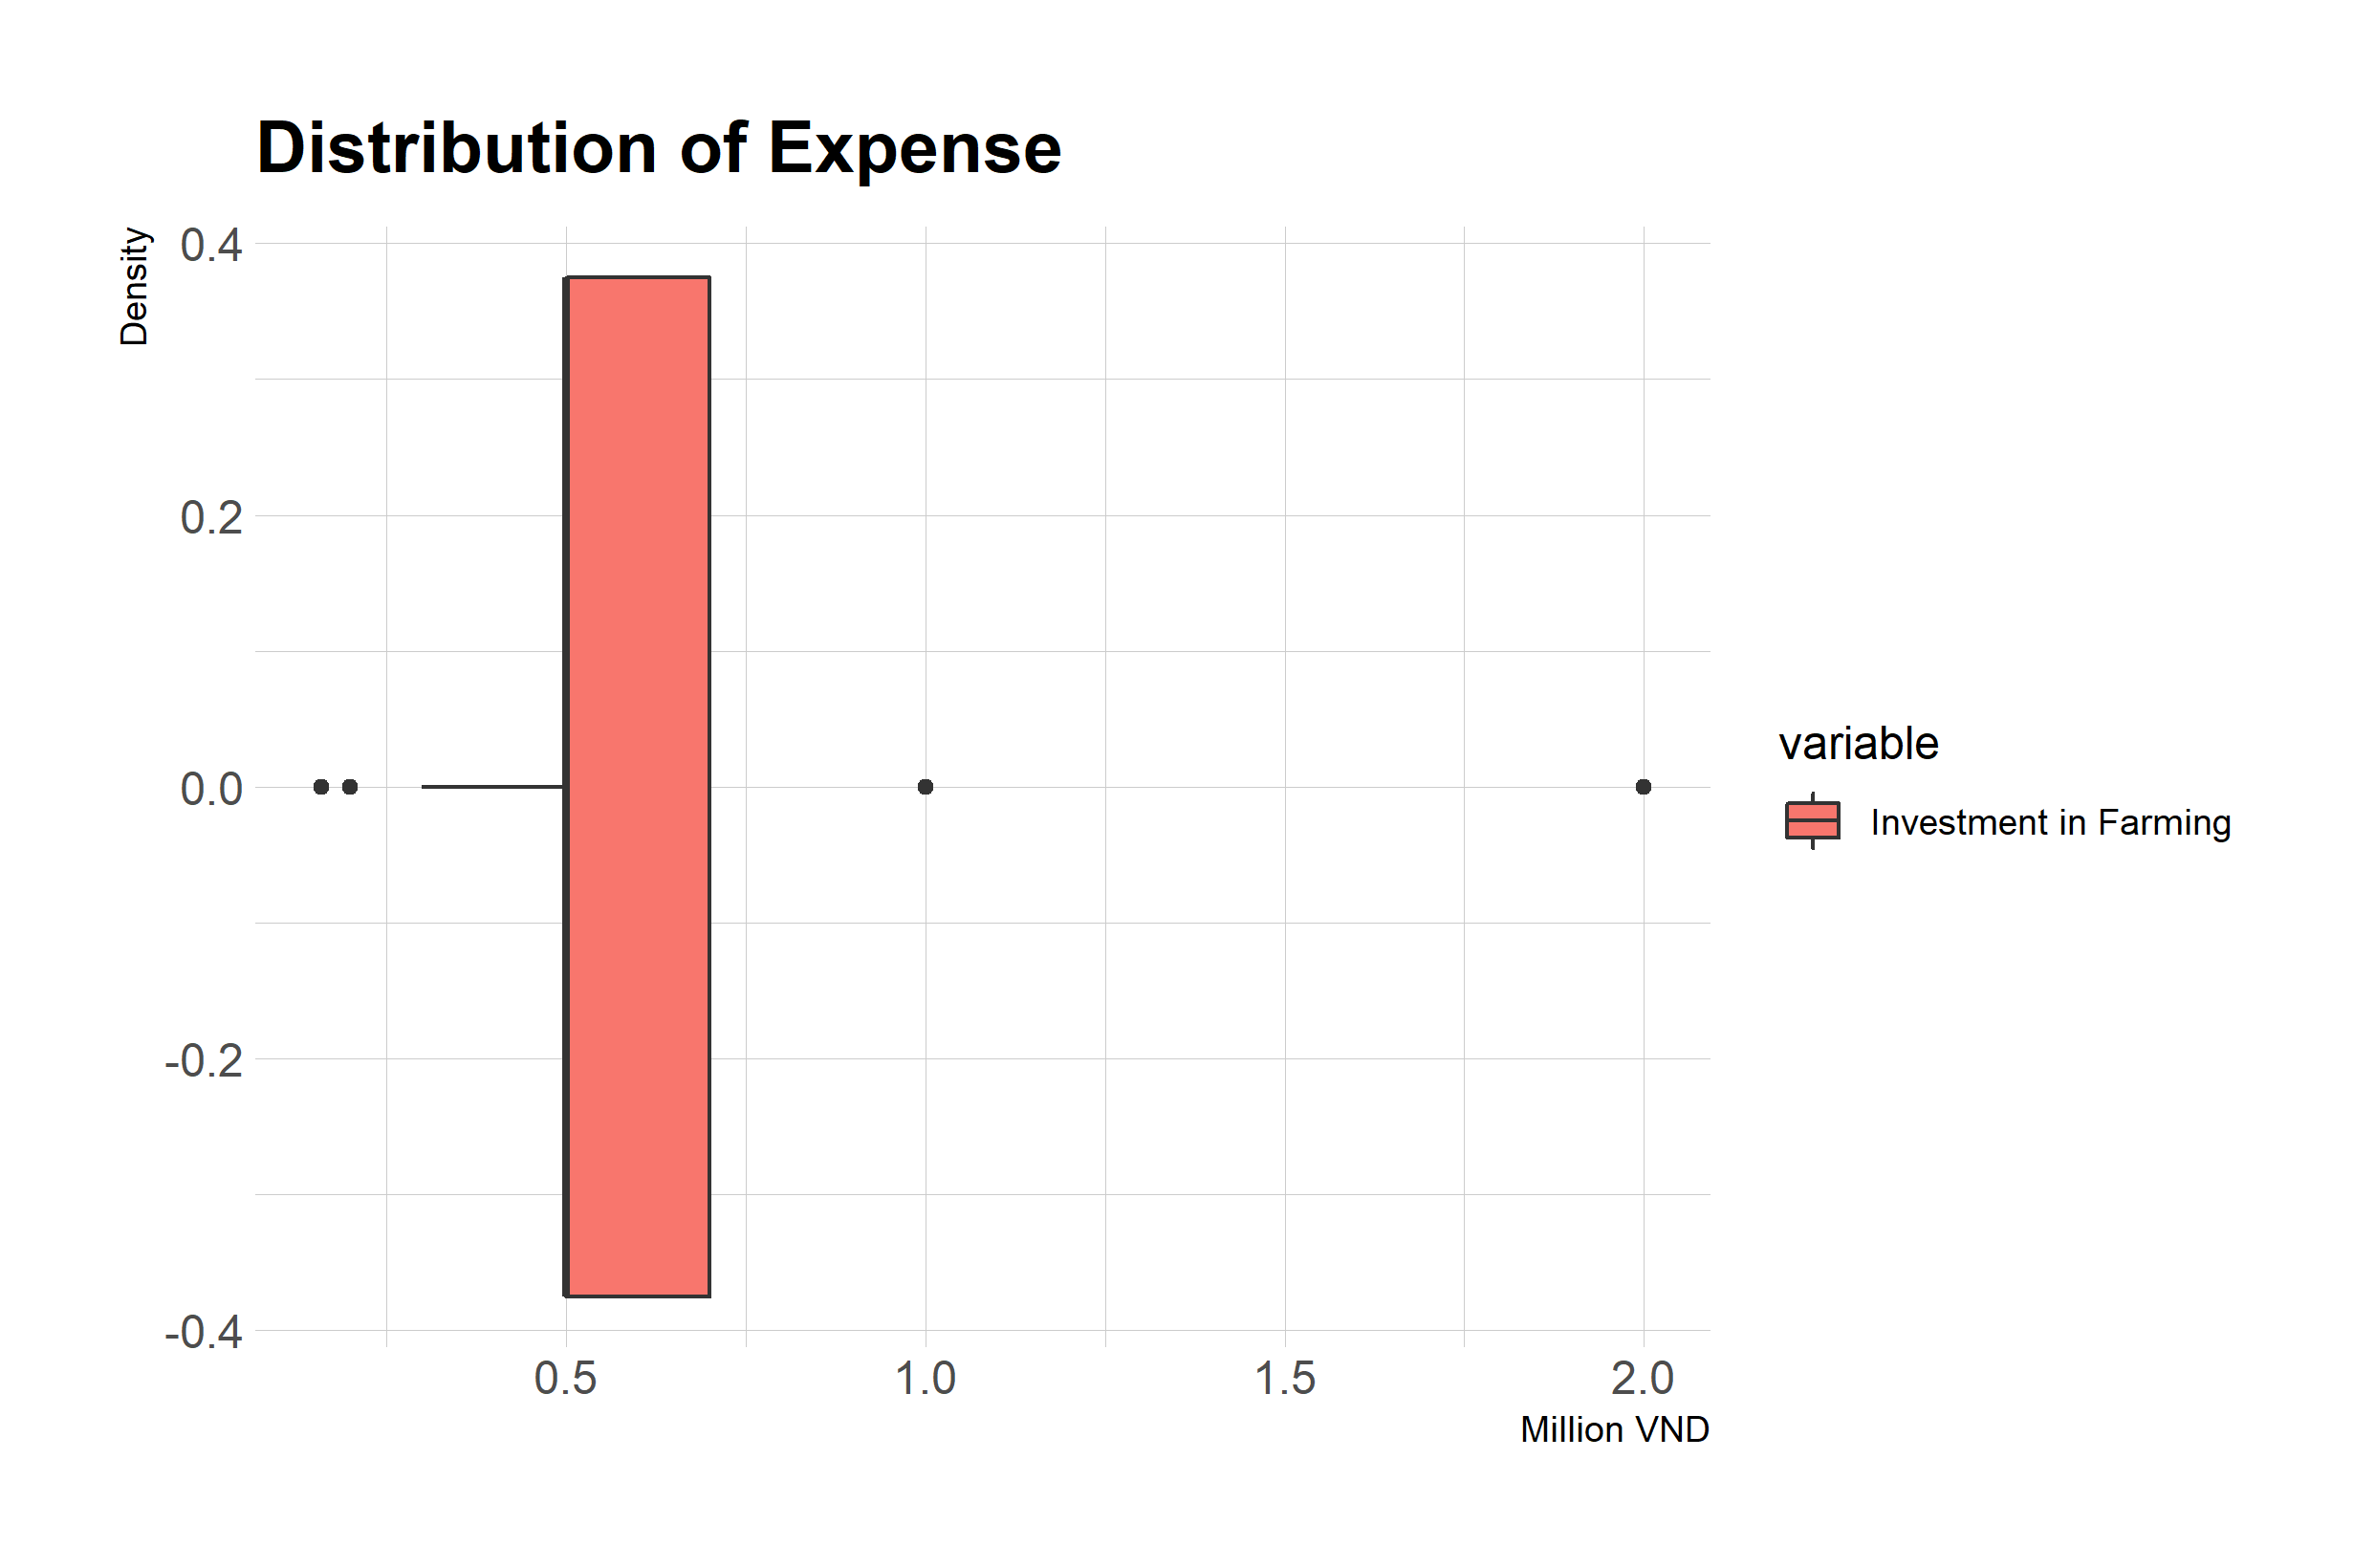 Distribution of Expense
Density
0.4
0.2
0.0
-0.2
-0.4
0.5 1.0 1.5 2.0
Million VND
variable
Investment in Farming